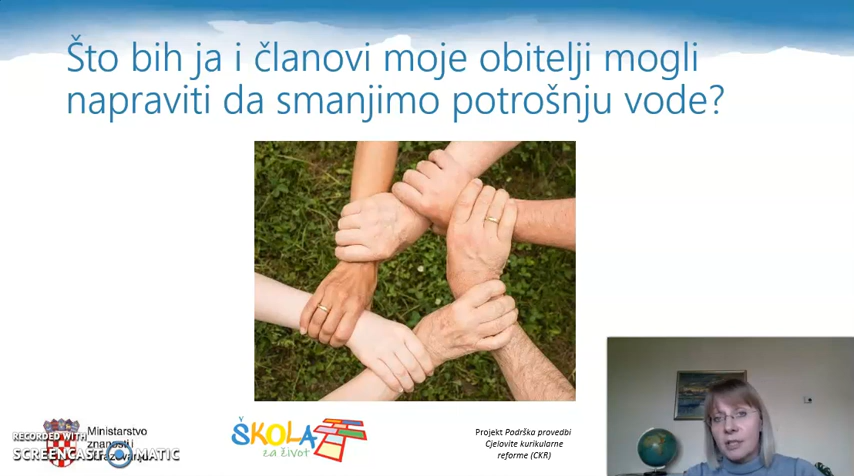 Što bih ja i članovi moje obitelji mogli
napraviti da smanjimo potrošnju vode?
Ministarstvo
znanosti i
RECORDED WITH
SCREENCAST MATIC
ŠKOLA
za život
Projekt Podrška provedbi
Cjelovite kurikularne
reforme (CKR)